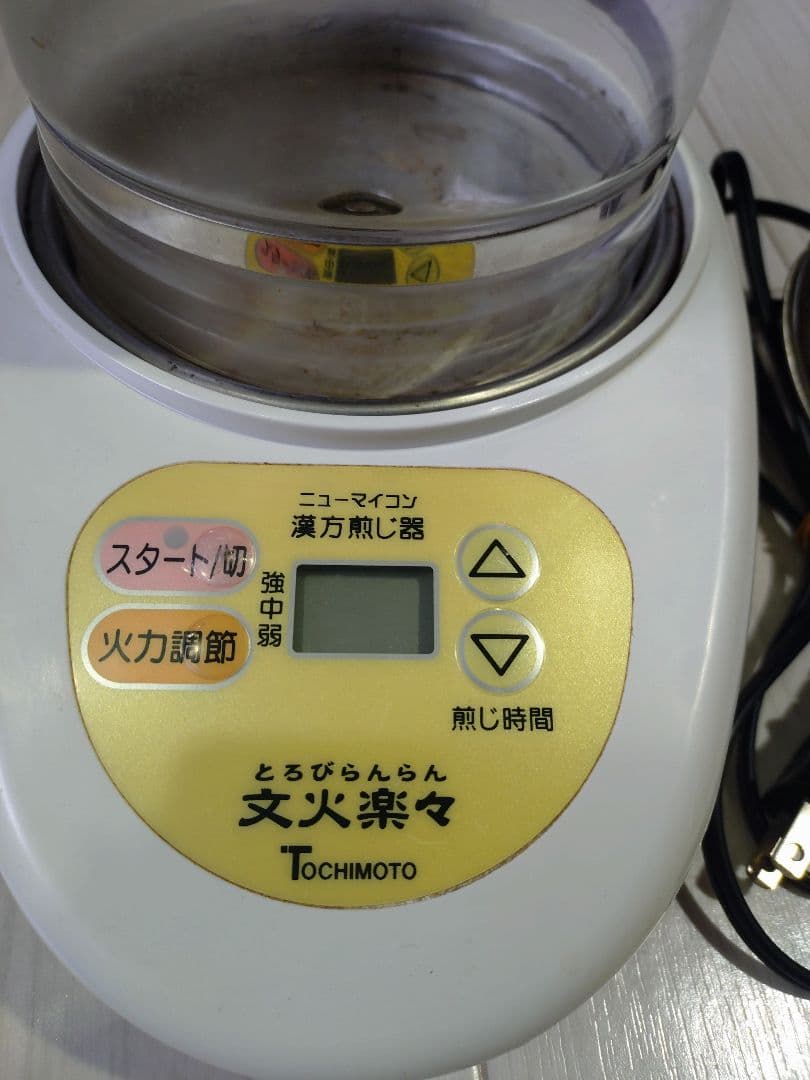 ニューマイコン
漢方煎じ器
スタート/切
火力調節
強
中
弱
煎じ時間
とろびらんらん
文火楽々
TOCHIMOTO